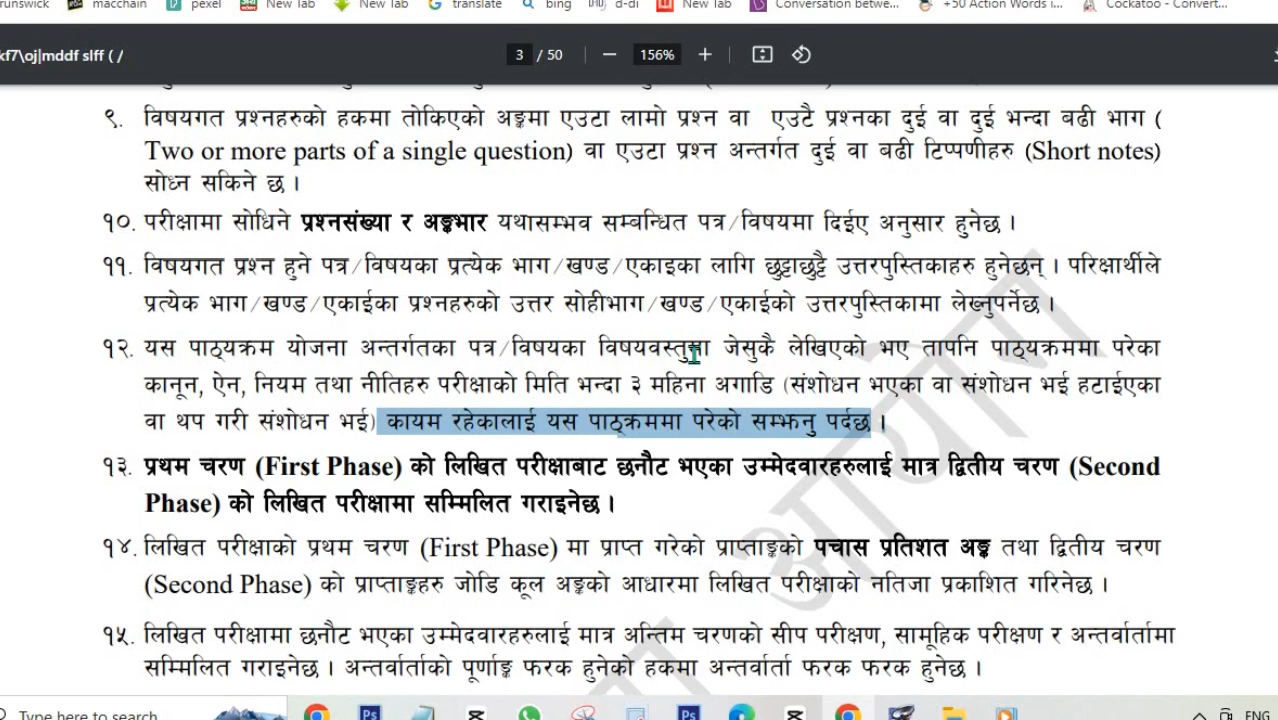 runswick macchain pexel New Tab New Tab translate bing d-di New Tab Conversation betwe... +50 Action Words i... Cockatoo - Convert...
kf7\oj|mddf slff ( / 3 / 50 156%
९. विषयगत प्रश्नहरुको हकमा तोकिएको अङ्कमा एउटा लामो प्रश्न वा एउटै प्रश्नका दुई वा दुई भन्दा बढी भाग (
Two or more parts of a single question) वा एउटा प्रश्न अन्तर्गत दुई वा बढी टिप्पणीहरु (Short notes)
सोध्न सकिने छ ।
१०. परीक्षामा सोधिने प्रश्नसंख्या र अङ्कभार यथासम्भव सम्बन्धित पत्र/विषयमा दिईए अनुसार हुनेछ ।
११. विषयगत प्रश्न हुने पत्र/विषयका प्रत्येक भाग/खण्ड/एकाइका लागि छुट्टाछुट्टै उत्तरपुस्तिकाहरु हुनेछन् । परिक्षार्थीले
प्रत्येक भाग/खण्ड/एकाईका प्रश्नहरुको उत्तर सोहीभाग/खण्ड/एकाईको उत्तरपुस्तिकामा लेख्नुपर्नेछ ।
१२. यस पाठ्यक्रम योजना अन्तर्गतका पत्र/विषयका विषयवस्तुमा जेसुकै लेखिएको भए तापनि पाठ्यक्रममा परेका
कानून, ऐन, नियम तथा नीतिहरु परीक्षाको मिति भन्दा ३ महिना अगाडि (संशोधन भएका वा संशोधन भई हटाईएका
वा थप गरी संशोधन भई) कायम रहेकालाई यस पाठ्क्रममा परेको सम्झनु पर्दछ ।
१३. प्रथम चरण (First Phase) को लिखित परीक्षाबाट छनौट भएका उम्मेदवारहरुलाई मात्र द्वितीय चरण (Second
Phase) को लिखित परीक्षामा सम्मिलित गराइनेछ ।
१४. लिखित परीक्षाको प्रथम चरण (First Phase) मा प्राप्त गरेको प्राप्ताङ्कको पचास प्रतिशत अङ्क तथा द्वितीय चरण
(Second Phase) को प्राप्ताङ्कहरु जोडि कूल अङ्कको आधारमा लिखित परीक्षाको नतिजा प्रकाशित गरिनेछ ।
१५. लिखित परीक्षामा छनौट भएका उम्मेदवारहरुलाई मात्र अन्तिम चरणको सीप परीक्षण, सामूहिक परीक्षण र अन्तर्वार्तामा
सम्मिलित गराइनेछ । अन्तर्वार्ताको पूर्णाङ्क फरक हुनेको हकमा अन्तर्वार्ता फरक फरक हुनेछ ।
आयोग
Type here to search ENG